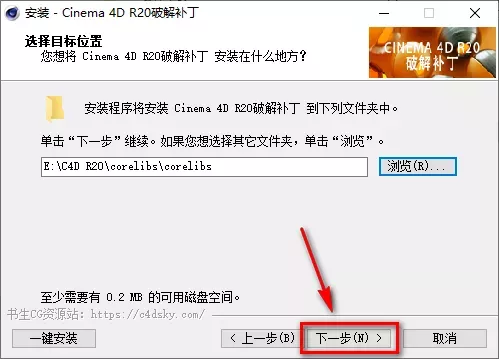 安装 - Cinema 4D R20破解补丁
选择目标位置
您想将 Cinema 4D R20破解补丁 安装在什么地方?
CINEMA 4D R20
破解补丁
安装程序将安装 Cinema 4D R20破解补丁 到下列文件夹中。
单击“下一步”继续。如果您想选择其它文件夹,单击“浏览”。
E:\C4D R20\corelibs\corelibs
浏览(R)...
至少需要有 0.2 MB 的可用磁盘空间。
书生CG资源站: https://c4dsky.com/
一键安装
< 上一步(B)
下一步(N) >
取消